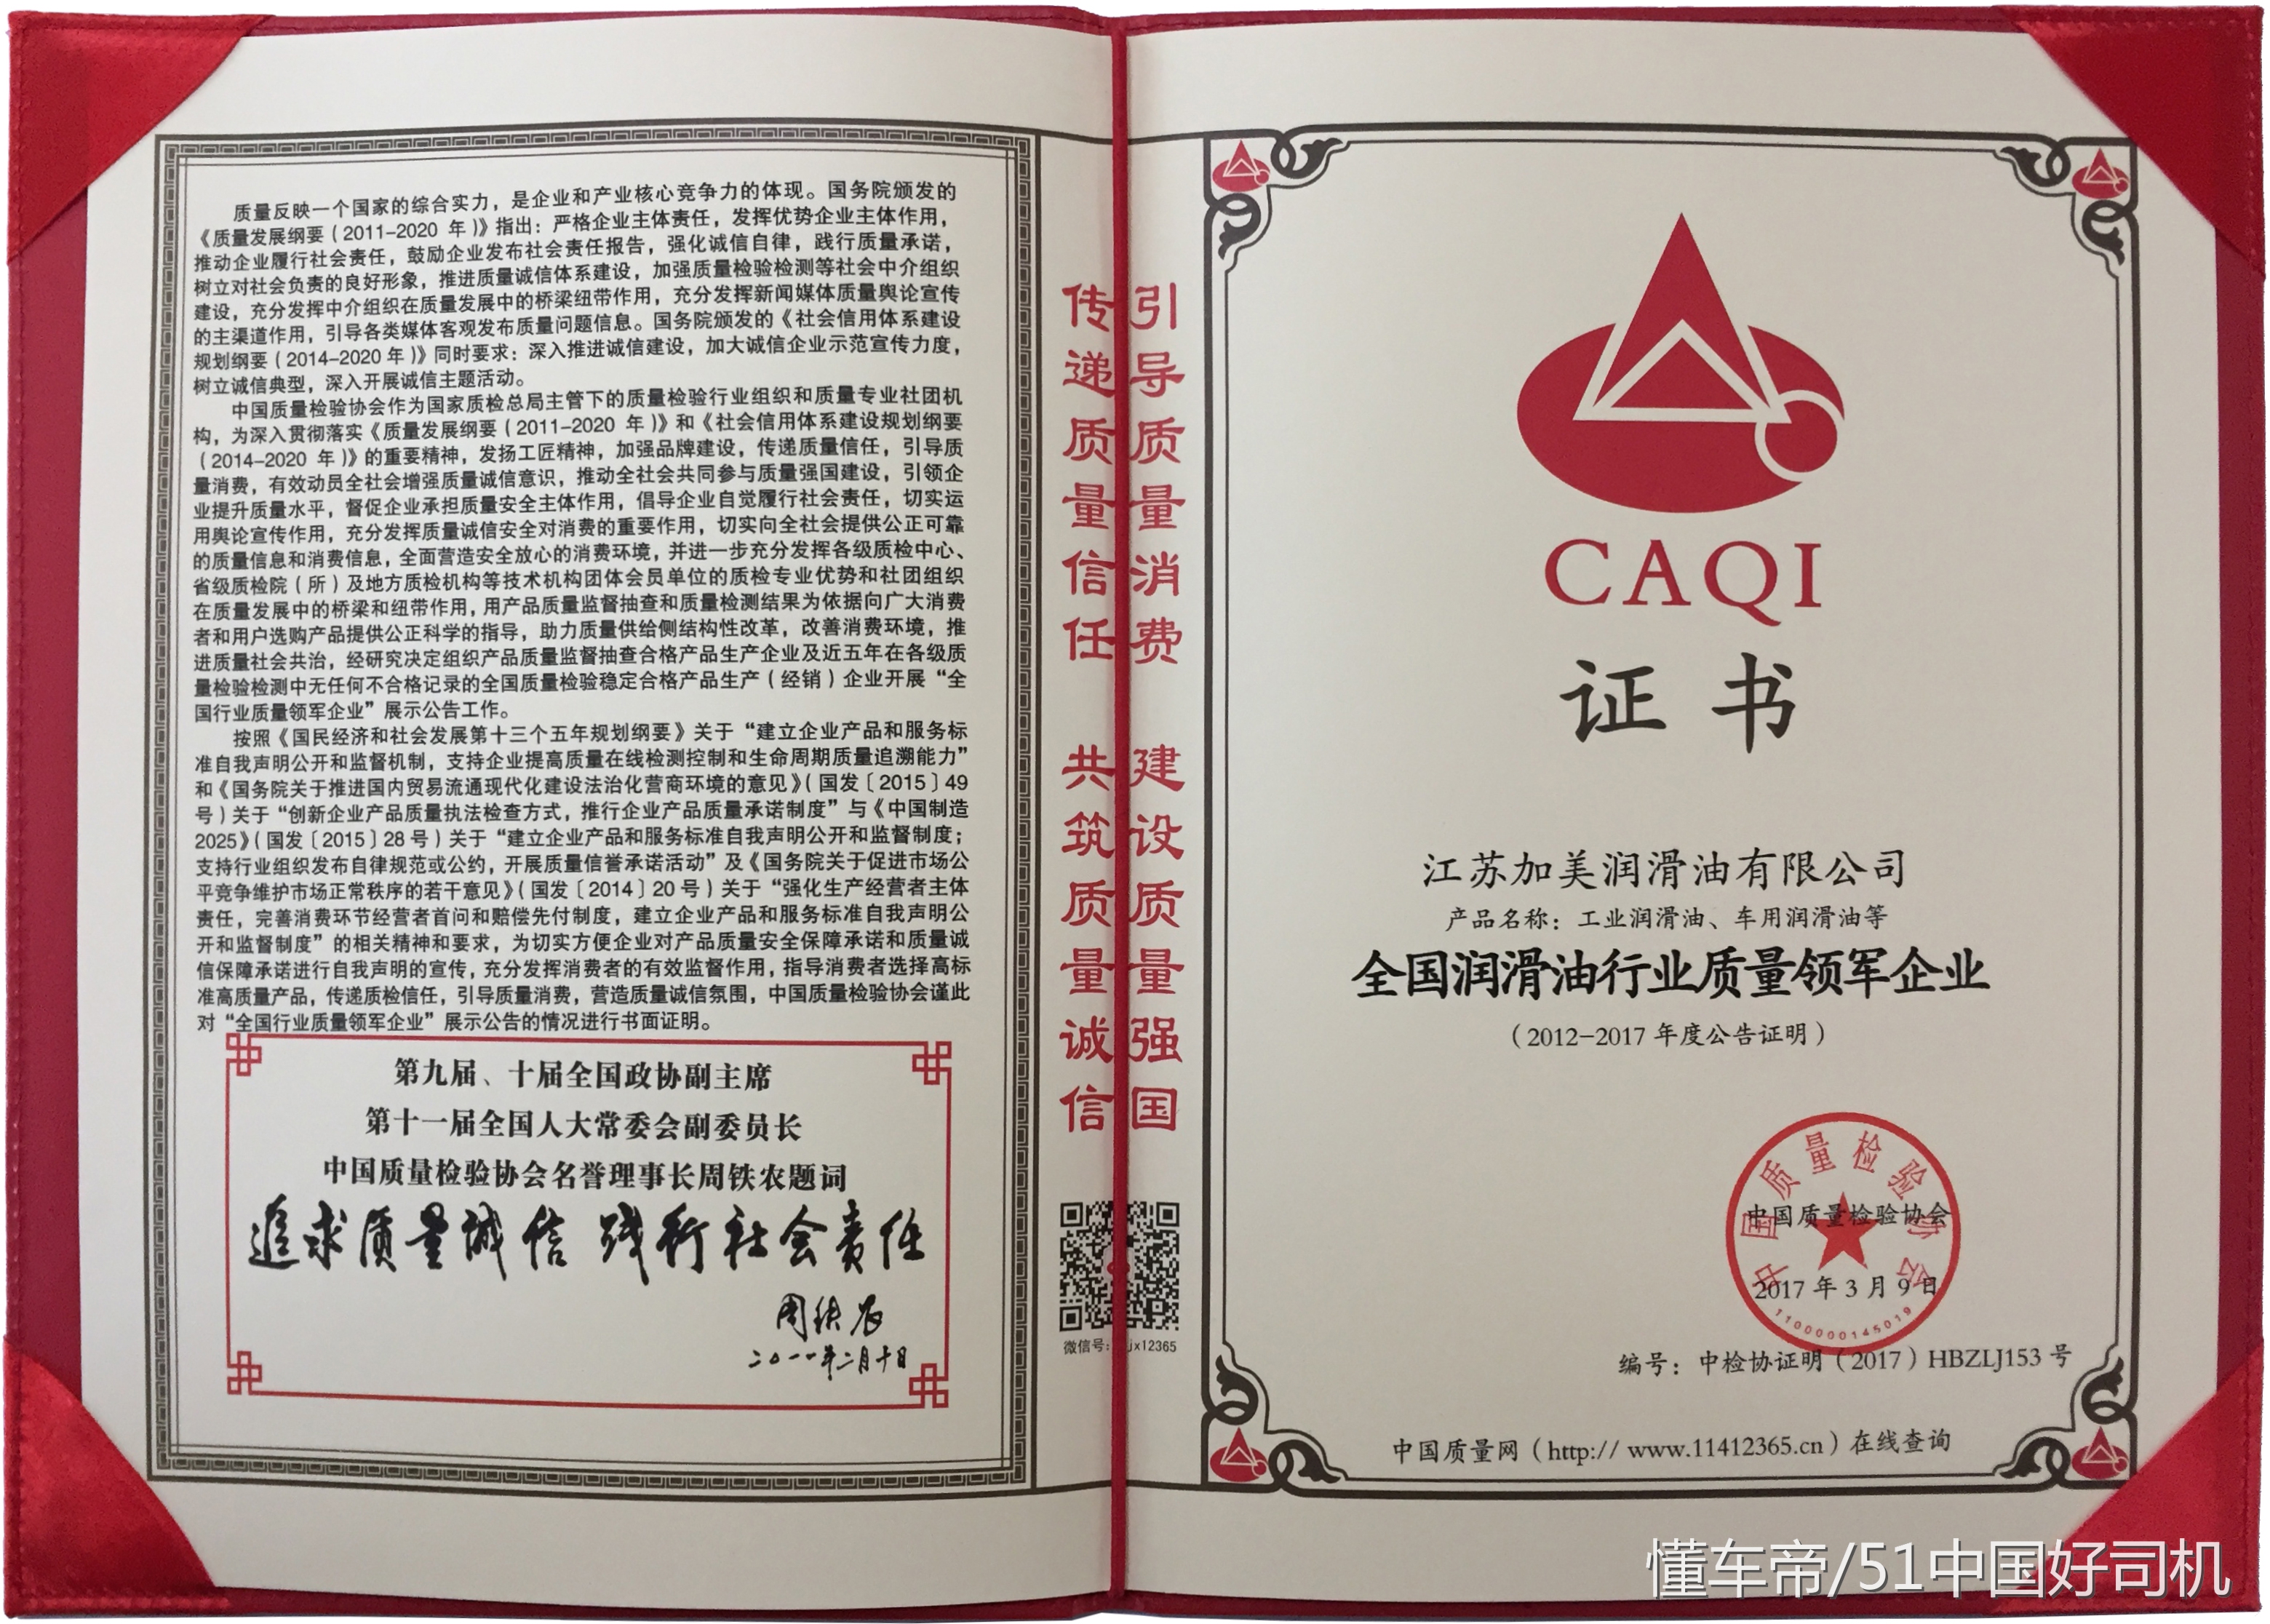 质量反映一个国家的综合实力，是企业和产业核心竞争力的体现。国务院颁发的
《质量发展纲要（2011-2020 年）》指出：严格企业主体责任，发挥优势企业主体作用，
推动企业履行社会责任，鼓励企业发布社会责任报告，强化诚信自律，践行质量承诺，
树立对社会负责的良好形象，推进质量诚信体系建设，加强质量检验检测等社会中介组织
建设，充分发挥中介组织在质量发展中的桥梁纽带作用，充分发挥新闻媒体质量舆论宣传
的主渠道作用，引导各类媒体客观发布质量问题信息。国务院颁发的《社会信用体系建设
规划纲要（2014-2020 年）》同时要求：深入推进诚信建设，加大诚信企业示范宣传力度，
树立诚信典型，深入开展诚信主题活动。
中国质量检验协会作为国家质检总局主管下的质量检验行业组织和质量专业社团机
构，为深入贯彻落实《质量发展纲要（2011-2020 年）》和《社会信用体系建设规划纲要
（2014-2020 年）》的重要精神，发扬工匠精神，加强品牌建设，传递质量信任，引导质
量消费，有效动员全社会增强质量诚信意识，推动全社会共同参与质量强国建设，引领企
业提升质量水平，督促企业承担质量安全主体作用，倡导企业自觉履行社会责任，切实运
用舆论宣传作用，充分发挥质量诚信安全对消费的重要作用，切实向全社会提供公正可靠
的质量信息和消费信息，全面营造安全放心的消费环境，并进一步充分发挥各级质检中心、
省级质检院（所）及地方质检机构等技术机构团体会员单位的质检专业优势和社团组织
在质量发展中的桥梁和纽带作用，用产品质量监督抽查和质量检测结果为依据向广大消费
者和用户选购产品提供公正科学的指导，助力质量供给侧结构性改革，改善消费环境，推
进质量社会共治，经研究决定组织产品质量监督抽查合格产品生产企业及近五年在各级质
量检验检测中无任何不合格记录的全国质量检验稳定合格产品生产（经销）企业开展“全
国行业质量领军企业”展示公告工作。
按照《国民经济和社会发展第十三个五年规划纲要》关于“建立企业产品和服务标
准自我声明公开和监督机制，支持企业提高质量在线检测控制和生命周期质量追溯能力”
和《国务院关于推进国内贸易流通现代化建设法治化营商环境的意见》（国发〔2015〕49
号）关于“创新企业产品质量执法检查方式，推行企业产品质量承诺制度”与《中国制造
2025》（国发〔2015〕28 号）关于“建立企业产品和服务标准自我声明公开和监督制度；
支持行业组织发布自律规范或公约，开展质量信誉承诺活动”及《国务院关于促进市场公
平竞争维护市场正常秩序的若干意见》（国发〔2014〕20 号）关于“强化生产经营者主体
责任，完善消费环节经营者首问和赔偿先付制度，建立企业产品和服务标准自我声明公
开和监督制度”的相关精神和要求，为切实方便企业对产品质量安全保障承诺和质量诚
信保障承诺进行自我声明的宣传，充分发挥消费者的有效监督作用，指导消费者选择高标
准高质量产品，传递质检信任，引导质量消费，营造质量诚信氛围，中国质量检验协会谨此
对“全国行业质量领军企业”展示公告的情况进行书面证明。
第九届、十届全国政协副主席
第十一届全国人大常委会副委员长
中国质量检验协会名誉理事长周铁农题词
追求质量诚信 践行社会责任
周铁农
二〇一一年二月十日
传递质量信任 共筑质量诚信
引导质量消费 建设质量强国
微信号: jx12365
CAQI
证书
江苏加美润滑油有限公司
产品名称：工业润滑油、车用润滑油等
全国润滑油行业质量领军企业
（2012-2017 年度公告证明）
中国质量检验协会
中国质量检验协会
2017 年 3 月 9 日
1100000145019
编号：中检协证明（2017）HBZLJ153 号
中国质量网（http:// www.11412365.cn）在线查询
懂车帝/51中国好司机